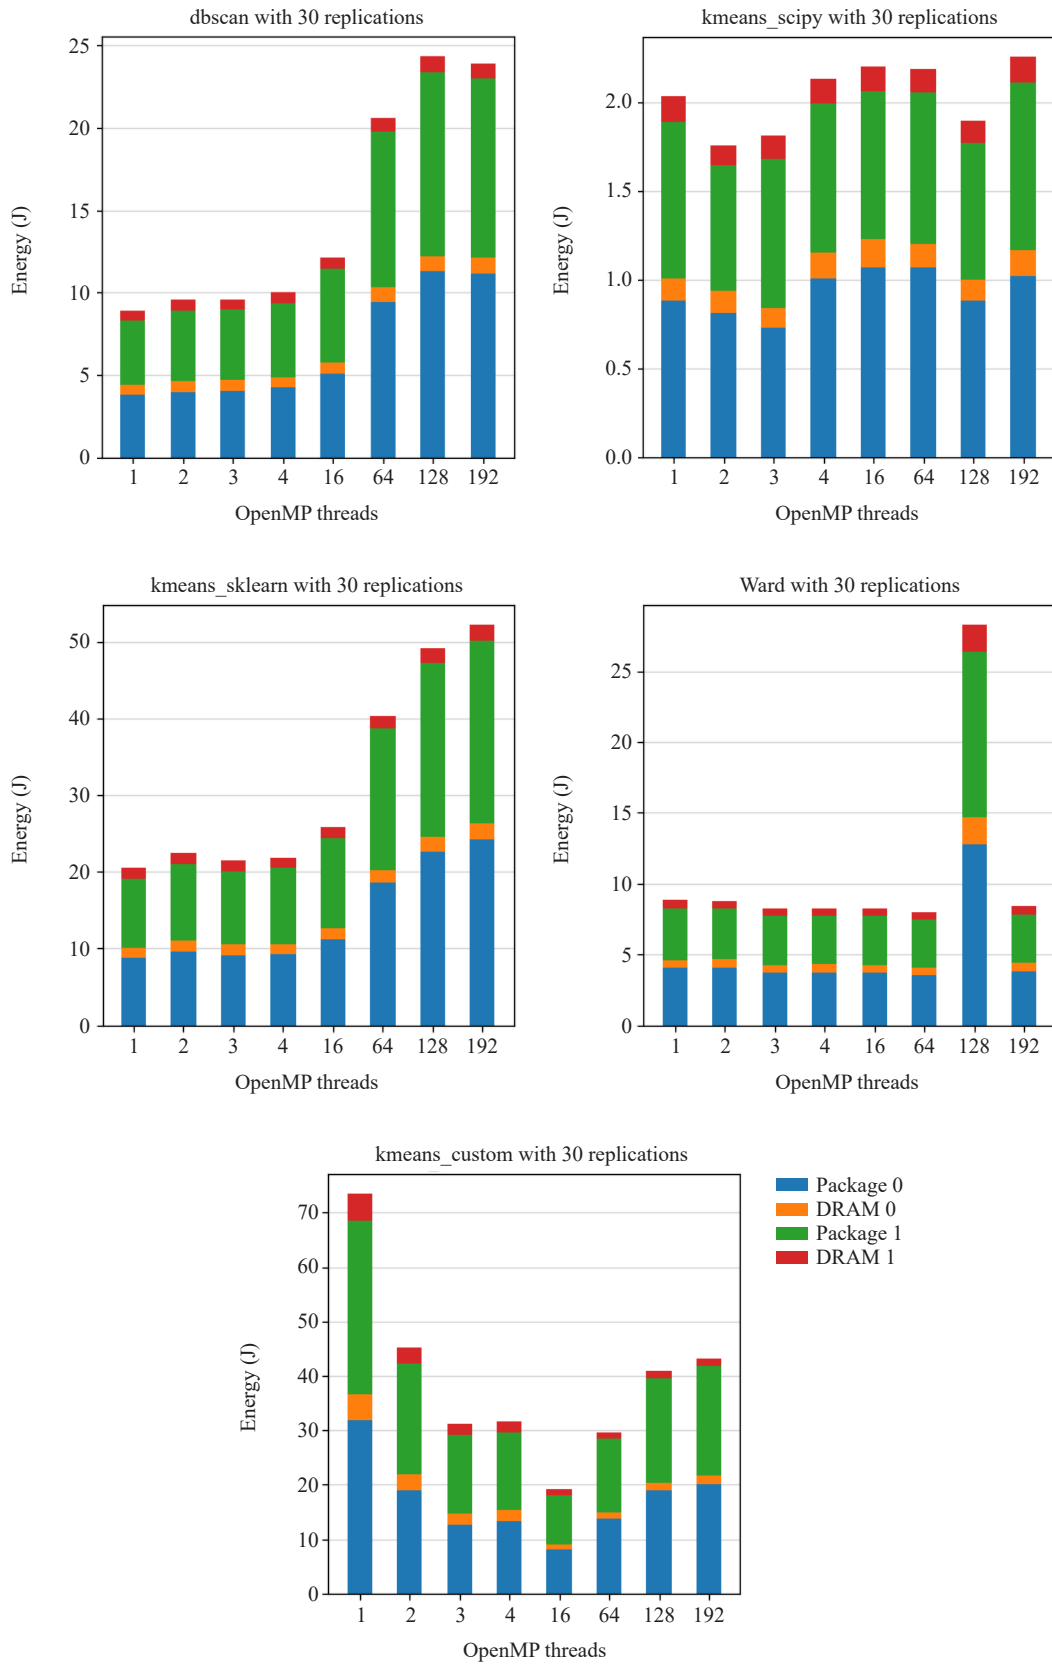 dbscan with 30 replications
25
20
15
10
5
0
Energy (J)
1 2 3 4 16 64 128 192
OpenMP threads
kmeans_scipy with 30 replications
2.0
1.5
1.0
0.5
0.0
Energy (J)
1 2 3 4 16 64 128 192
OpenMP threads
kmeans_sklearn with 30 replications
50
40
30
20
10
0
Energy (J)
1 2 3 4 16 64 128 192
OpenMP threads
Ward with 30 replications
25
20
15
10
5
0
Energy (J)
1 2 3 4 16 64 128 192
OpenMP threads
kmeans_custom with 30 replications
70
60
50
40
30
20
10
0
Energy (J)
1 2 3 4 16 64 128 192
OpenMP threads
Package 0
DRAM 0
Package 1
DRAM 1